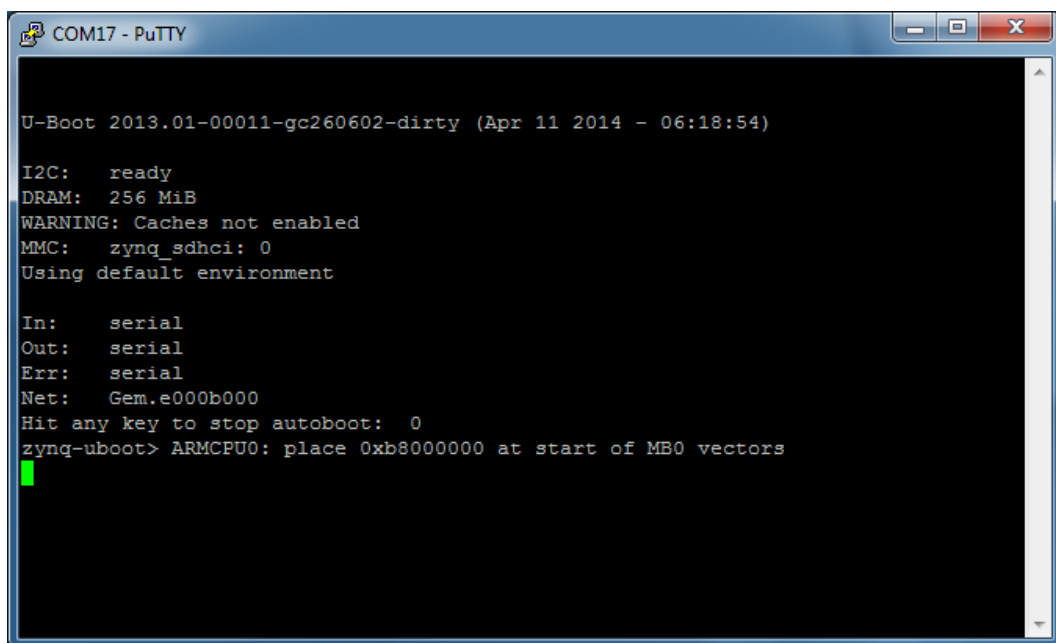 COM17 - PuTTY
U-Boot 2013.01-00011-gc260602-dirty (Apr 11 2014 - 06:18:54)
I2C:   ready
DRAM:  256 MiB
WARNING: Caches not enabled
MMC:   zynq_sdhci: 0
Using default environment
In:    serial
Out:   serial
Err:   serial
Net:   Gem.e000b000
Hit any key to stop autoboot:  0
zynq-uboot> ARMCPU0: place 0xb8000000 at start of MB0 vectors